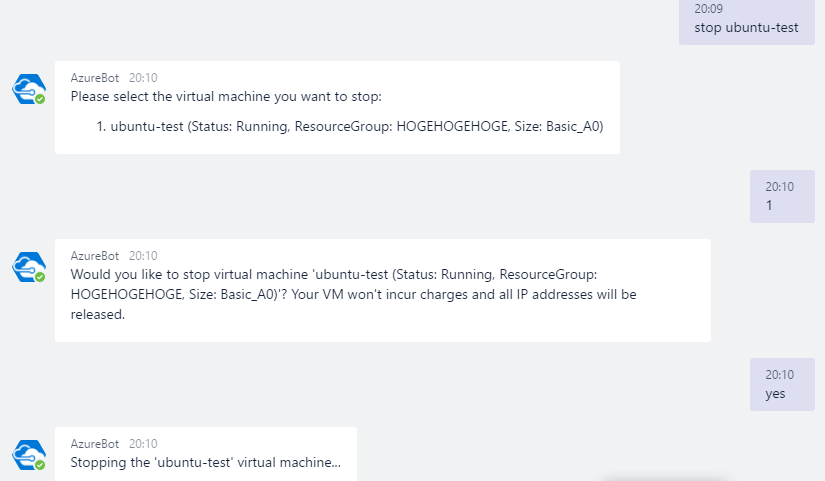 20:09
stop ubuntu-test
AzureBot 20:10
Please select the virtual machine you want to stop:
1. ubuntu-test (Status: Running, ResourceGroup: HOGEHOGEHOGE, Size: Basic_A0)
20:10
1
AzureBot 20:10
Would you like to stop virtual machine 'ubuntu-test (Status: Running, ResourceGroup:
HOGEHOGEHOGE, Size: Basic_A0)'? Your VM won't incur charges and all IP addresses will be
released.
20:10
yes
AzureBot 20:10
Stopping the 'ubuntu-test' virtual machine...